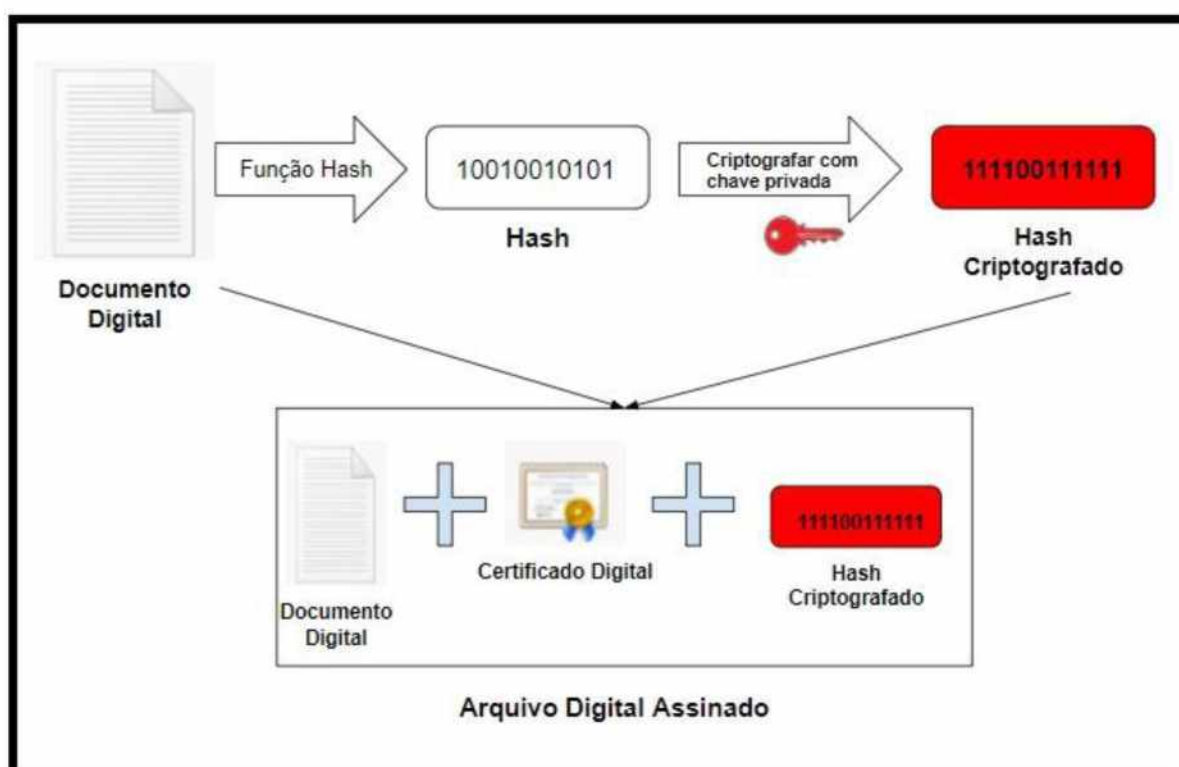 Função Hash
10010010101
Criptografar com
chave privada
111100111111
Hash
Hash
Criptografado
Documento
Digital
111100111111
Certificado Digital
Hash
Criptografado
Documento
Digital
Arquivo Digital Assinado